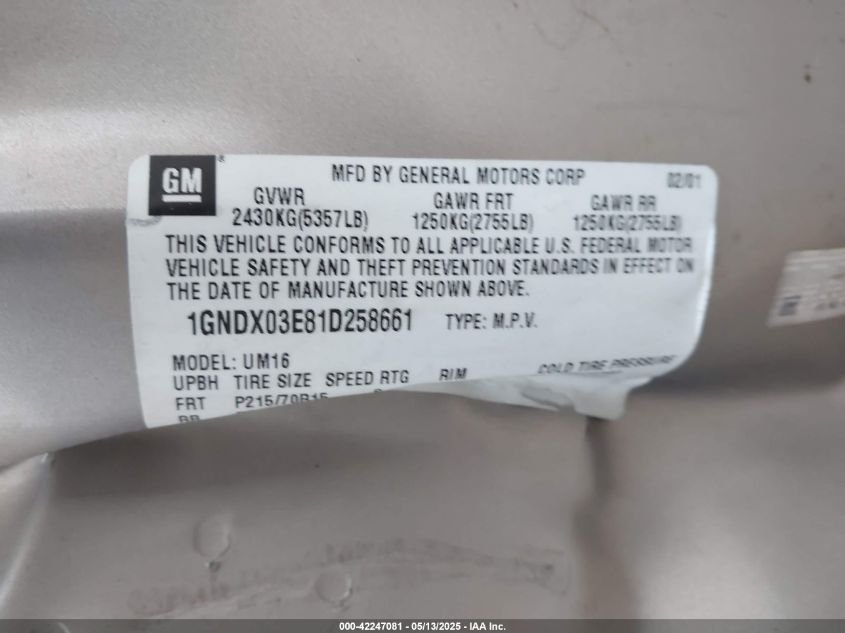 GM
MFD BY GENERAL MOTORS CORP 02/01
GVWR GAWR FRT GAWR RR
2430KG(5357LB) 1250KG(2755LB) 1250KG(2755LB)
THIS VEHICLE CONFORMS TO ALL APPLICABLE U.S. FEDERAL MOTOR
VEHICLE SAFETY AND THEFT PREVENTION STANDARDS IN EFFECT ON
THE DATE OF MANUFACTURE SHOWN ABOVE.
1GNDX03E81D258661 TYPE: M.P.V.
MODEL: UM16
UPBH TIRE SIZE SPEED RTG RIM COLD TIRE PRESSURE
FRT P215/70R15
RR
000-42247081 - 05/13/2025 - IAA Inc.